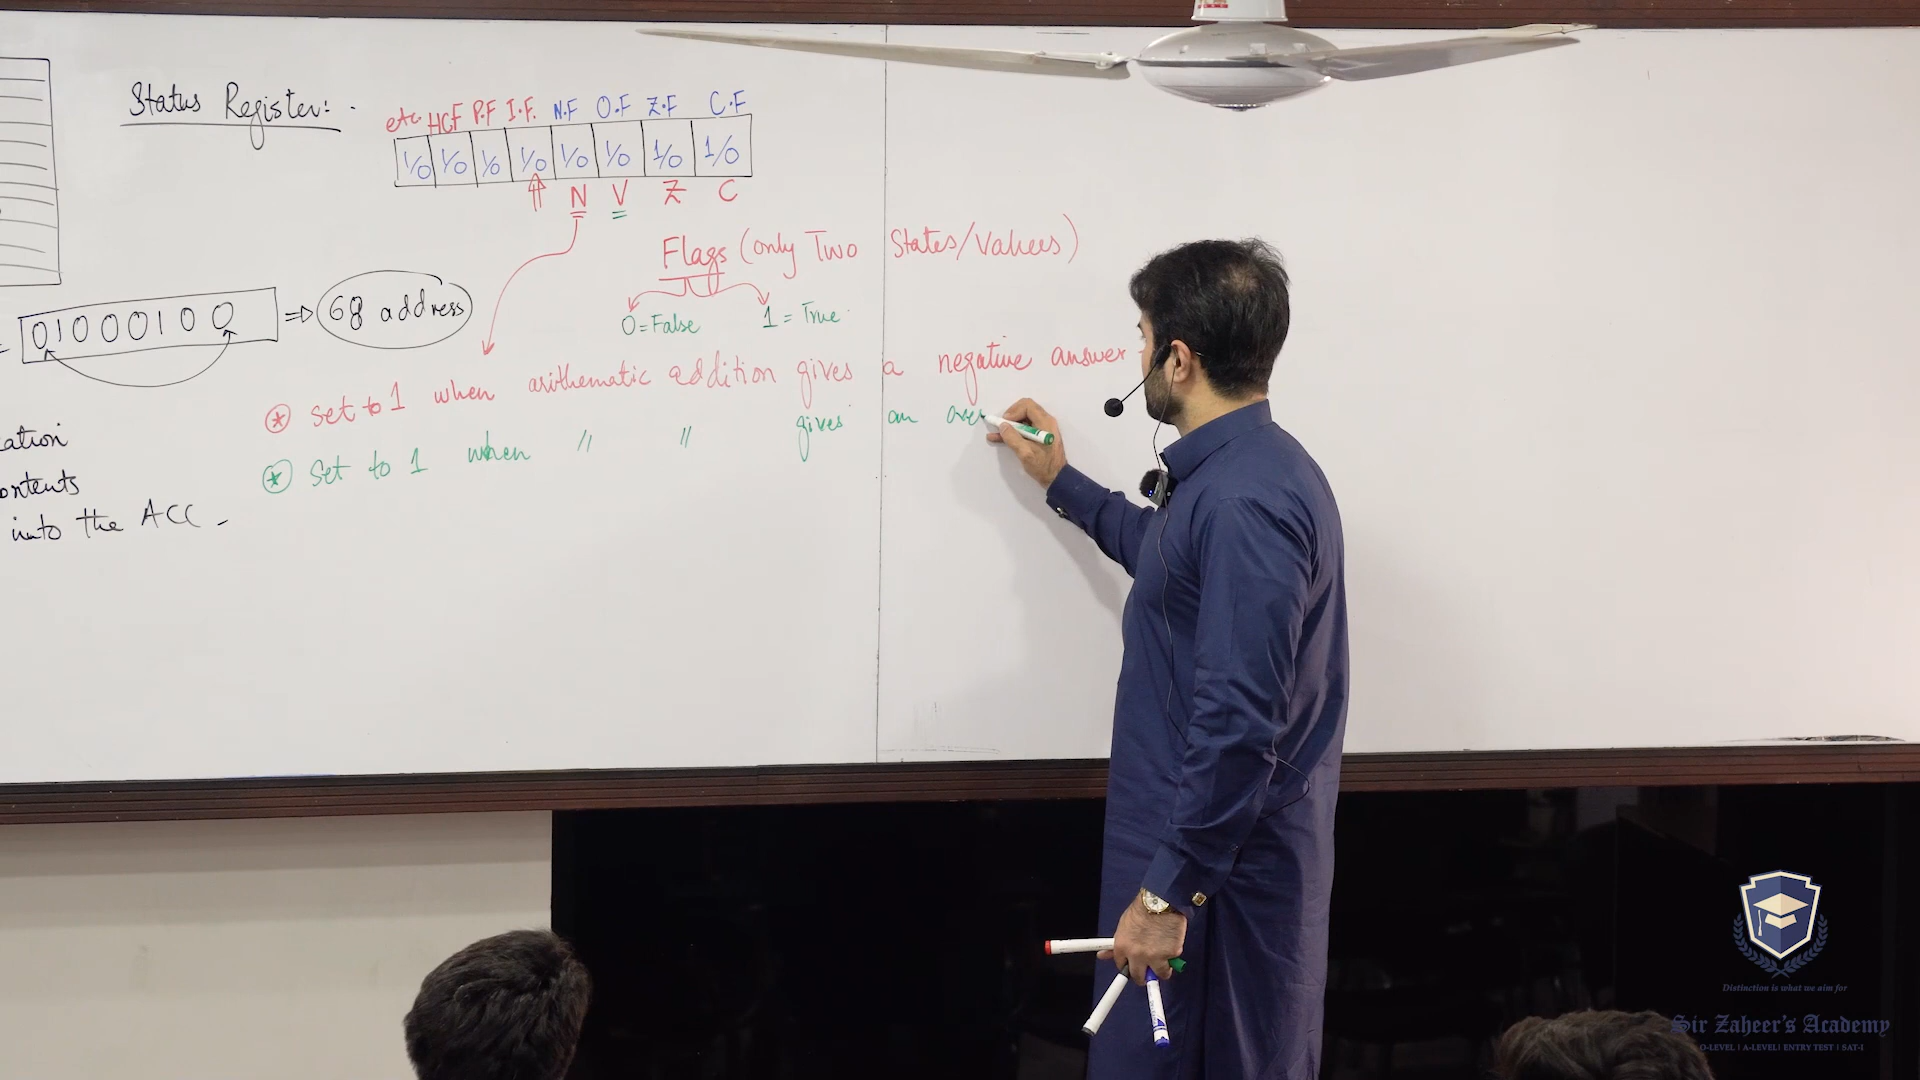 Status Register:-
etc. HCF P.F I.F. N.F O.F Z.F C.F
1/0 1/0 1/0 1/0 1/0 1/0 1/0 1/0
N V Z C
Flags (only Two States/Values)
0=False 1 = True
01000100 => 68 address
* set to 1 when arithematic addition gives a negative answer
* set to 1 when " " gives an over
ontents
into the ACC -
Distinction is what we aim for
Sir Zaheer's Academy
O-LEVEL | A-LEVEL | ENTRY TEST | SAT-I